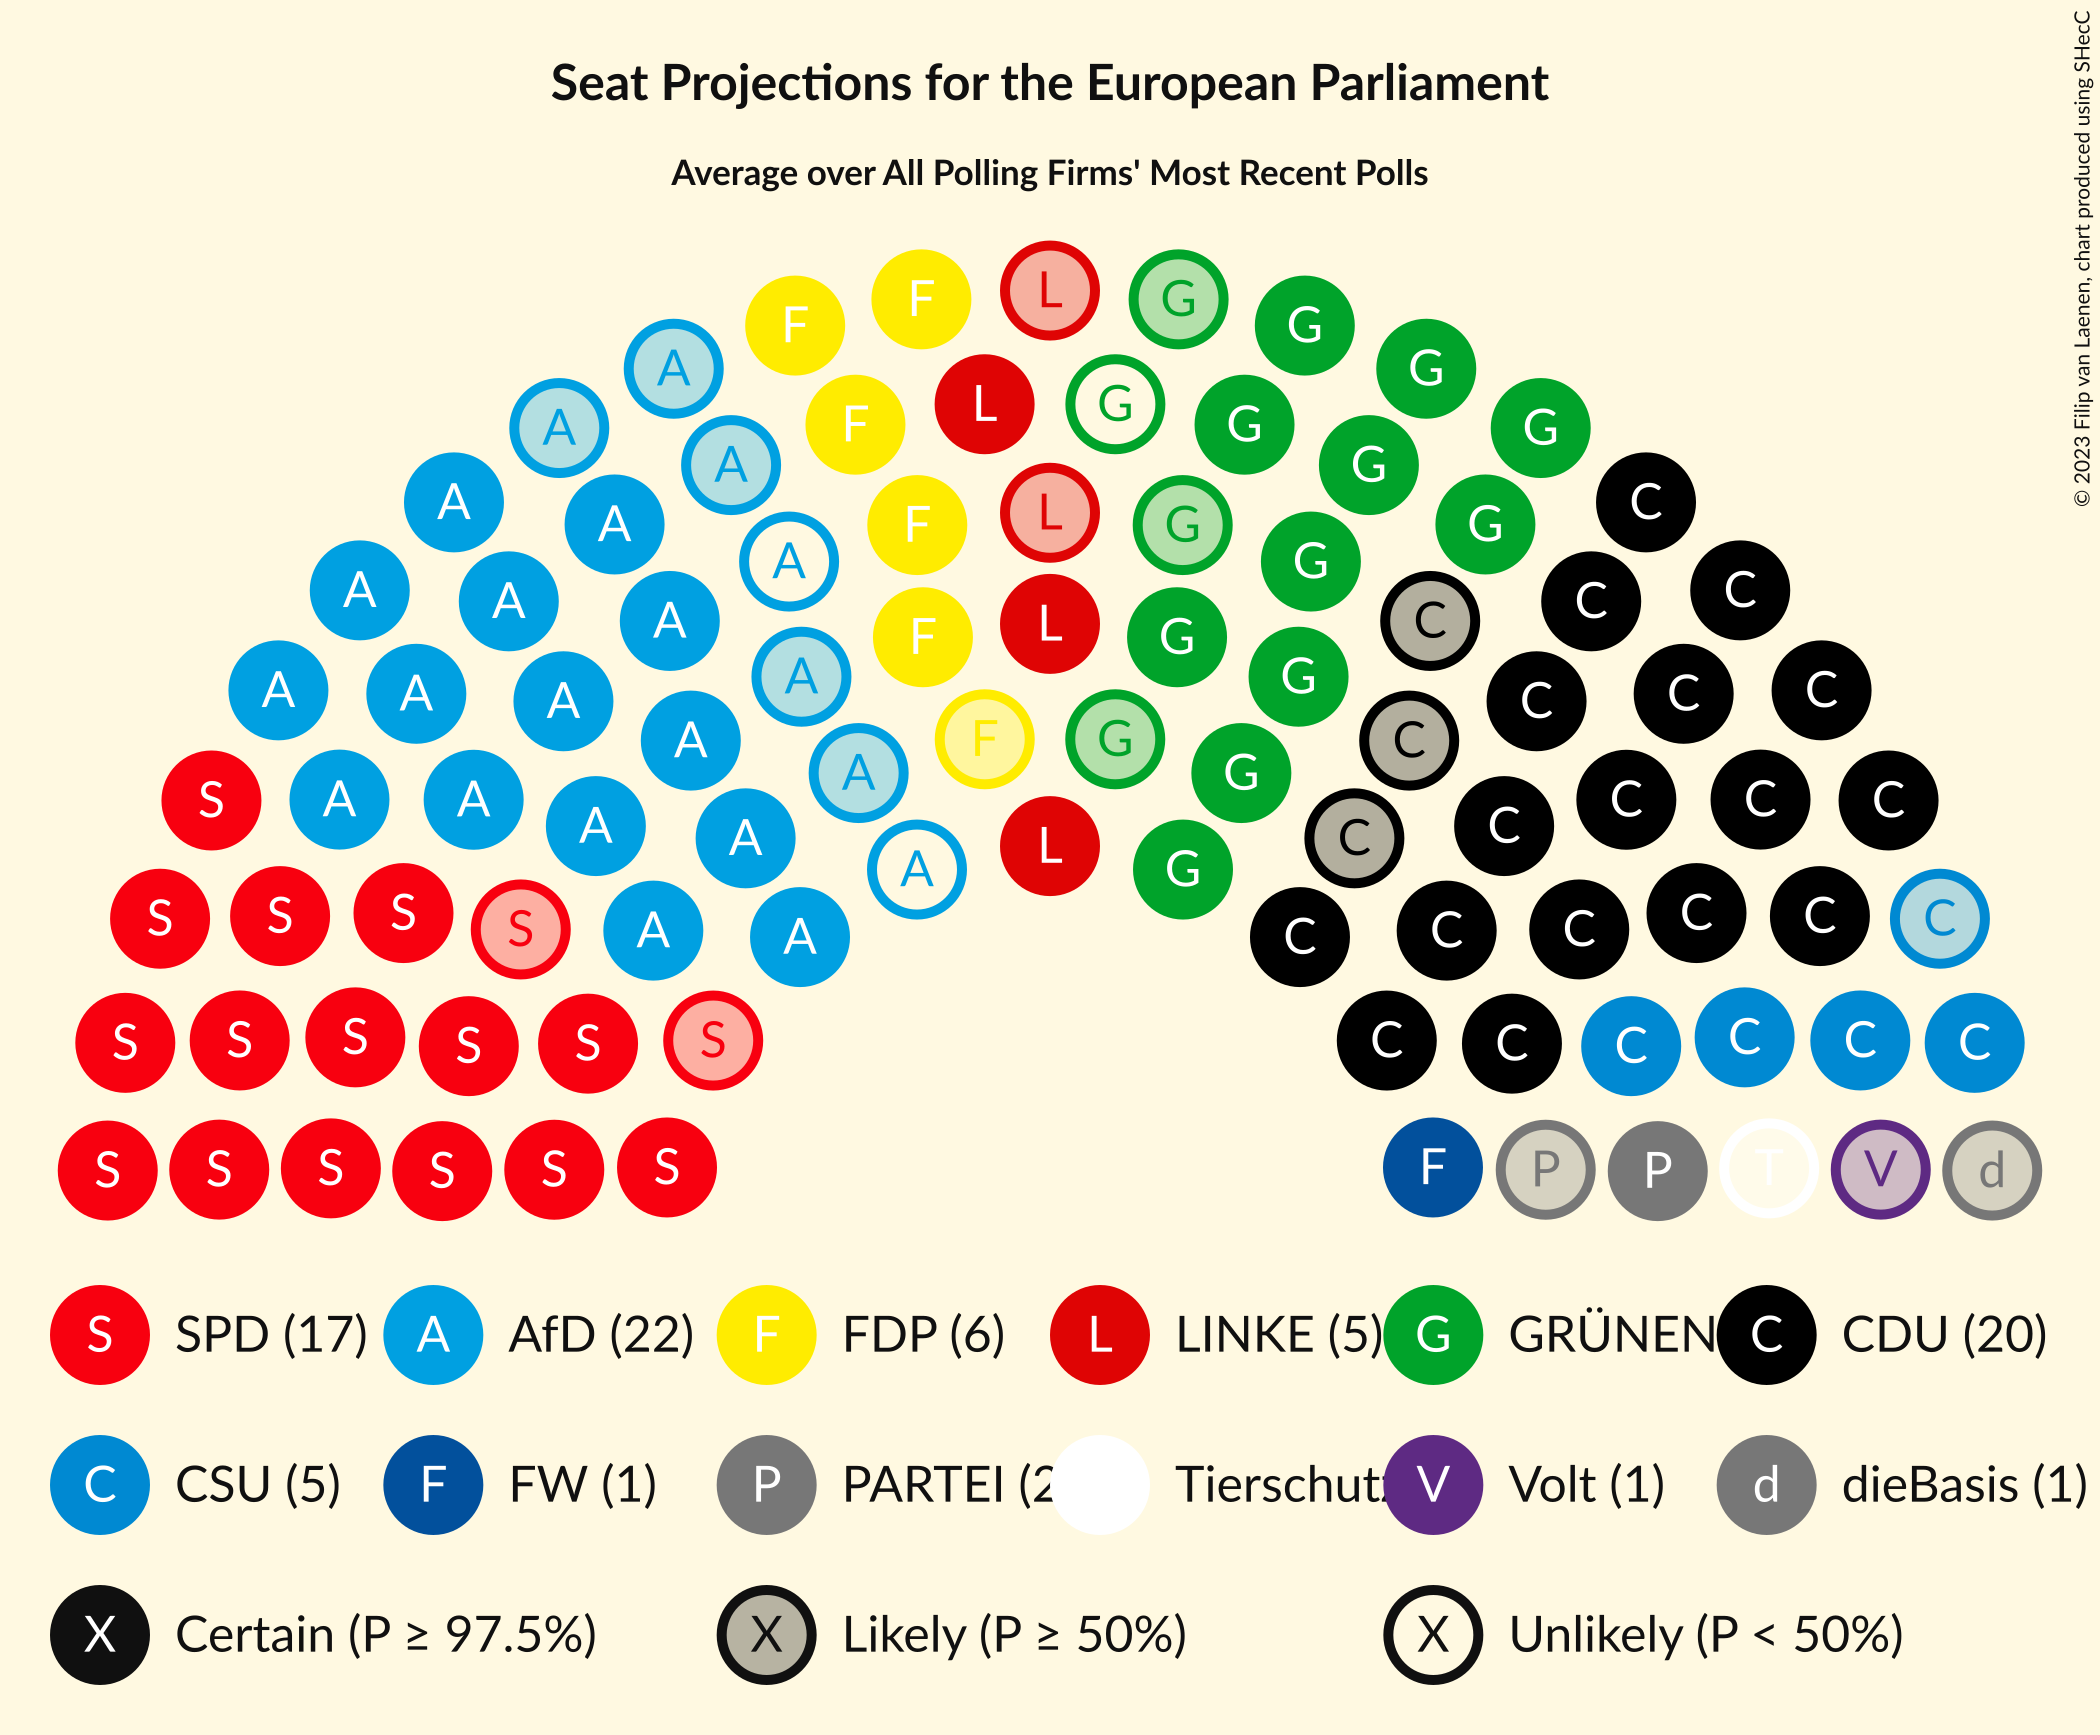 © 2023 Filip van Laenen, chart produced using SHecC
Seat Projections for the European Parliament
Average over All Polling Firms' Most Recent Polls
F F L G G
A G
A F L G G G
A G
A A F L G G C
A G
A A A F L G C C C
A A A A G C C C
A F G C
S A A A A A G C C C C C
A L G
S S S S A A C C C C C C
S S S S S S C C C C C C
S S S S S S F P P T V d
S SPD (17) A AfD (22) F FDP (6) L LINKE (5) G GRÜNEN C CDU (20)
C CSU (5) F FW (1) P PARTEI (2 Tierschutz V Volt (1) d dieBasis (1)
X Certain (P ≥ 97.5%) X Likely (P ≥ 50%) X Unlikely (P < 50%)